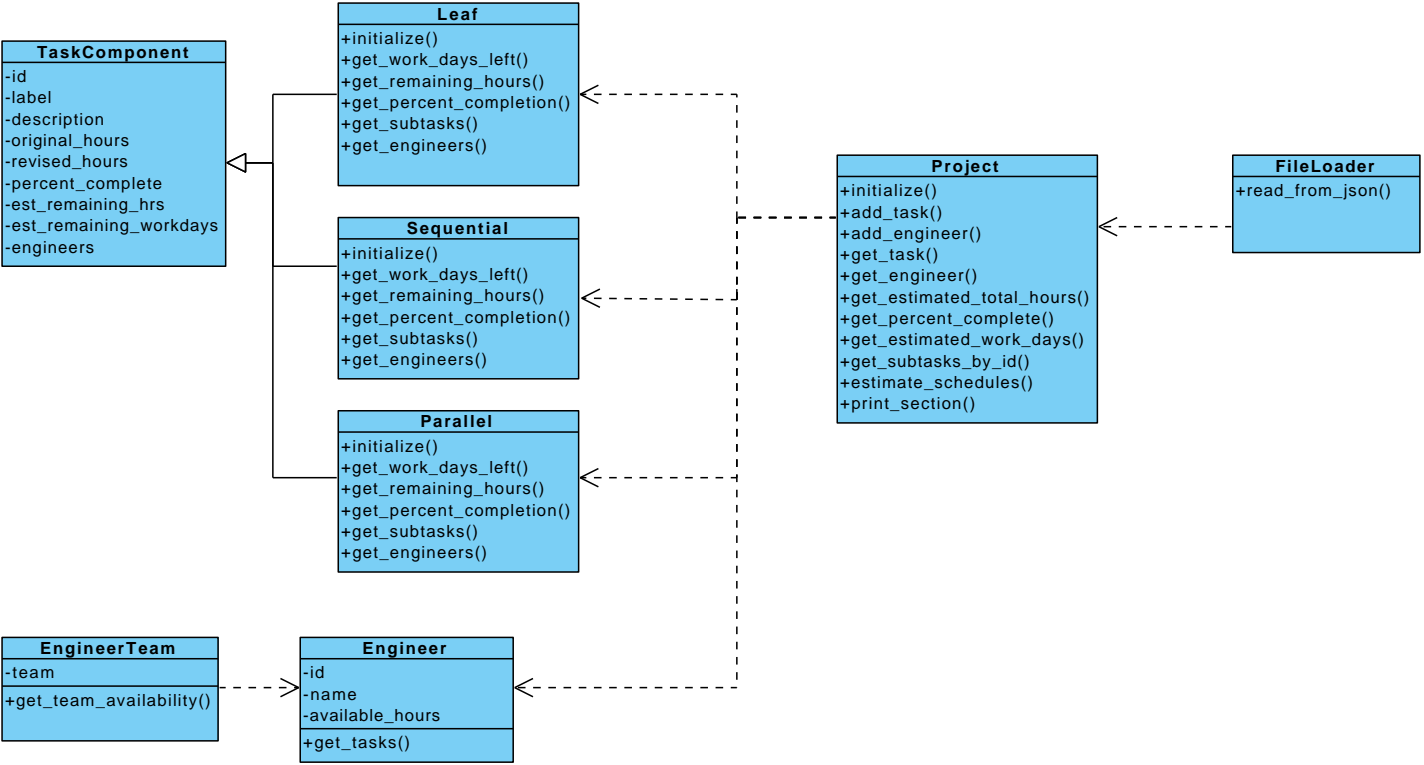 TaskComponent
-id
-label
-description
-original_hours
-revised_hours
-percent_complete
-est_remaining_hrs
-est_remaining_workdays
-engineers
Leaf
+initialize()
+get_work_days_left()
+get_remaining_hours()
+get_percent_completion()
+get_subtasks()
+get_engineers()
Sequential
+initialize()
+get_work_days_left()
+get_remaining_hours()
+get_percent_completion()
+get_subtasks()
+get_engineers()
Parallel
+initialize()
+get_work_days_left()
+get_remaining_hours()
+get_percent_completion()
+get_subtasks()
+get_engineers()
Project
+initialize()
+add_task()
+add_engineer()
+get_task()
+get_engineer()
+get_estimated_total_hours()
+get_percent_complete()
+get_estimated_work_days()
+get_subtasks_by_id()
+estimate_schedules()
+print_section()
FileLoader
+read_from_json()
EngineerTeam
-team
+get_team_availability()
Engineer
-id
-name
-available_hours
+get_tasks()